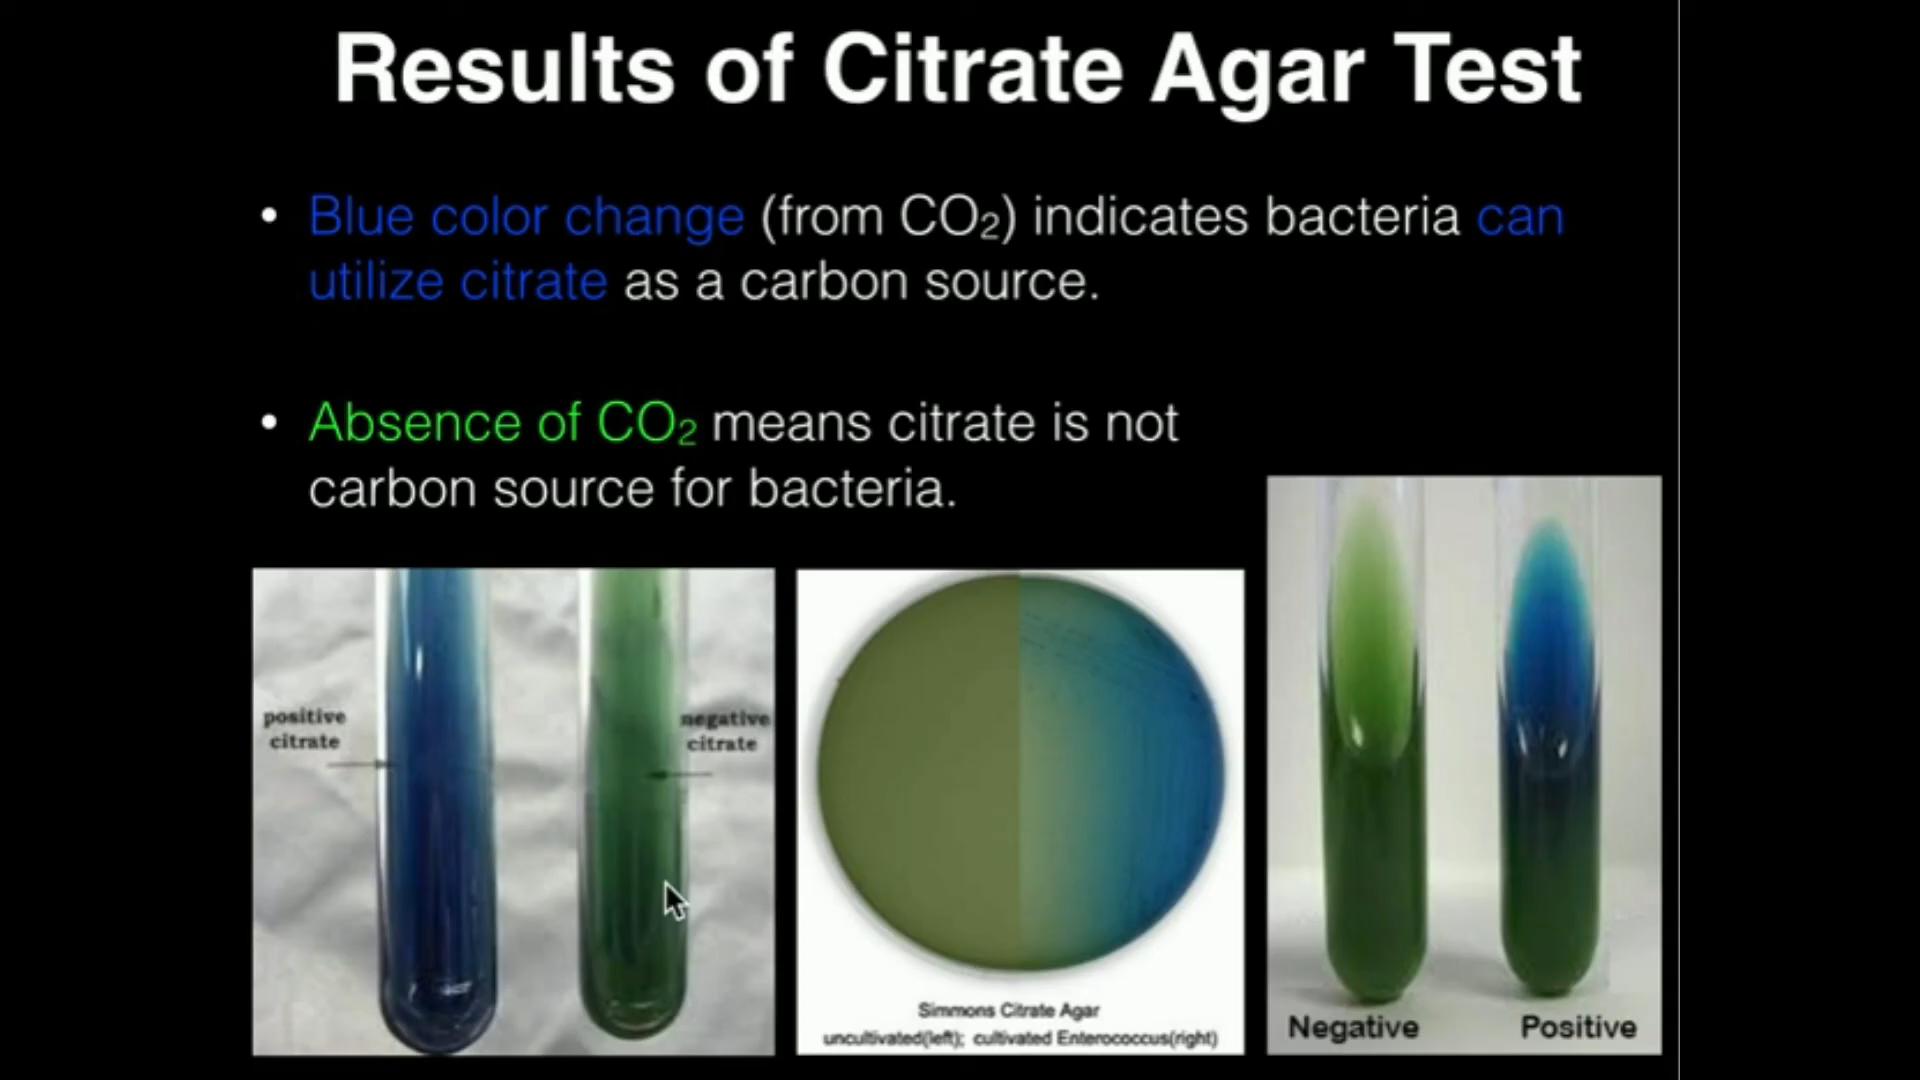 Results of Citrate Agar Test
• Blue color change (from CO₂) indicates bacteria can
utilize citrate as a carbon source.
• Absence of CO₂ means citrate is not
carbon source for bacteria.
positive
citrate
negative
citrate
Simmons Citrate Agar
uncultivated(left); cultivated Enterococcus(right)
Negative Positive